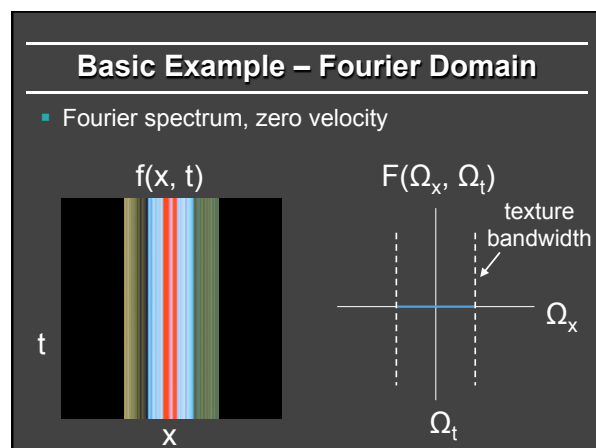 Basic Example – Fourier Domain
▪ Fourier spectrum, zero velocity
f(x, t)
t
x
F(Ωx, Ωt)
texture
bandwidth
Ωx
Ωt